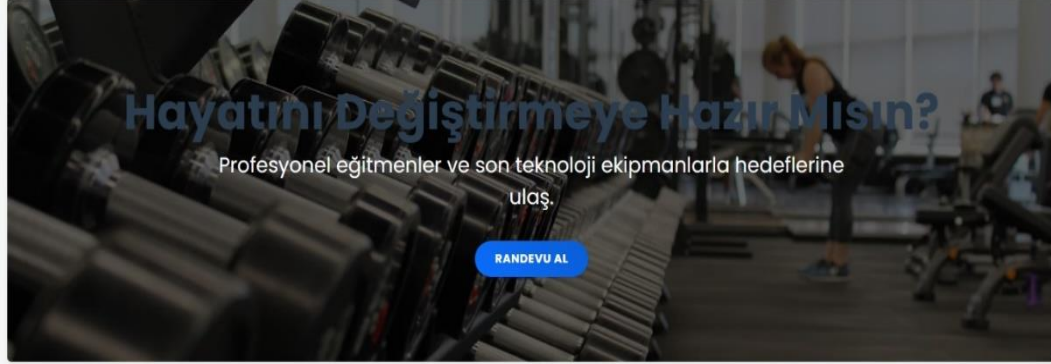 Hayatını Değiştirmeye Hazır Mısın?
Profesyonel eğitmenler ve son teknoloji ekipmanlarla hedeflerine
ulaş.
RANDEVU AL